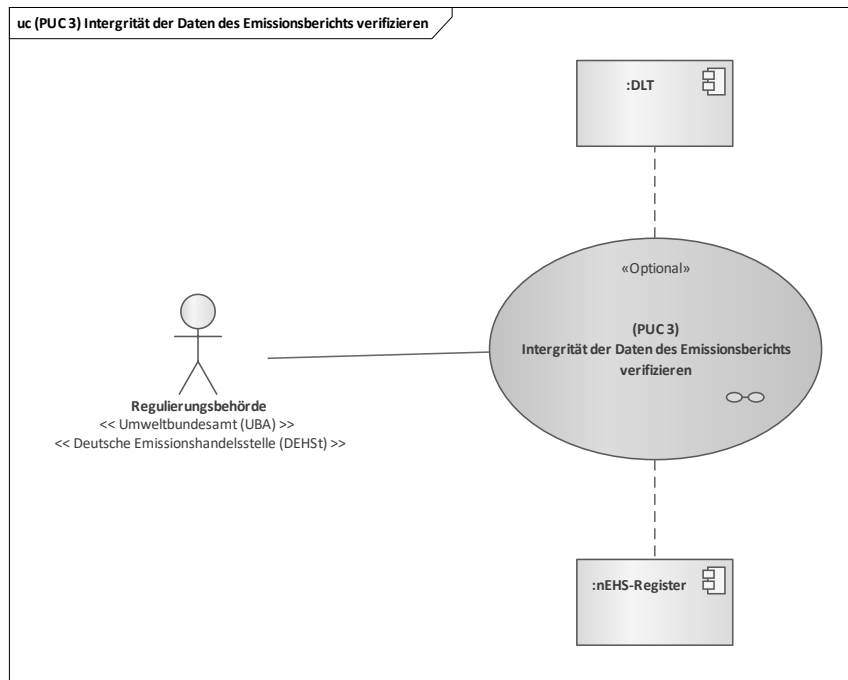 uc (PUC 3) Intergrität der Daten des Emissionsberichts verifizieren
:DLT
«Optional»
(PUC 3)
Intergrität der Daten des Emissionsberichts
verifizieren
Regulierungsbehörde
<< Umweltbundesamt (UBA) >>
<< Deutsche Emissionshandelsstelle (DEHSt) >>
:nEHS-Register